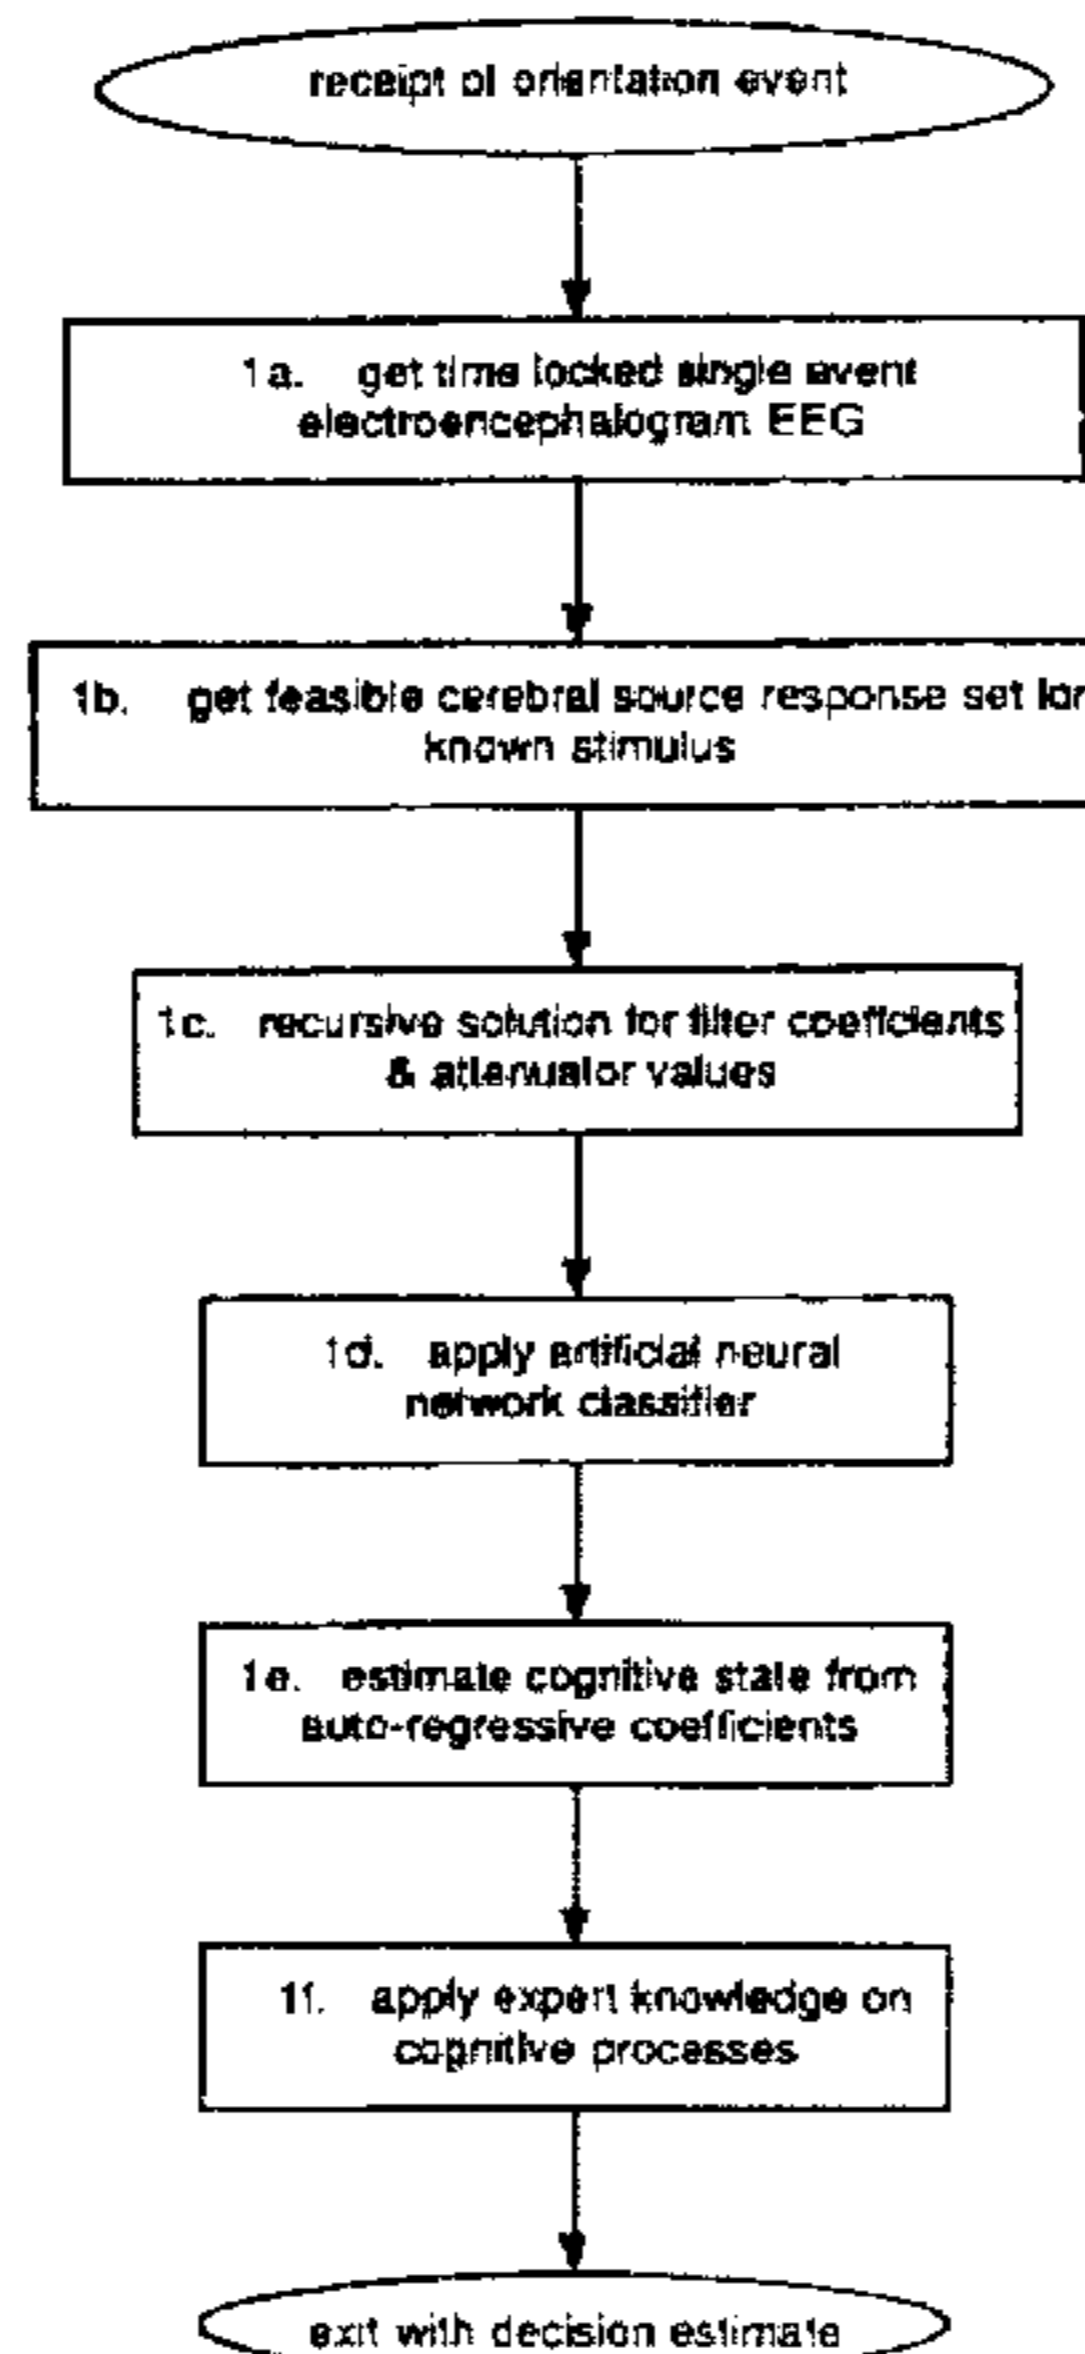 receipt of orientation event
1a. get time locked single event
electroencephalogram EEG
1b. get feasible cerebral source response set for
known stimulus
1c. recursive solution for filter coeffcients
& attenuator values
1d. apply artificial neural
network classifier
1e. estimate cognitive state from
auto-regressive coefficients
1f. apply expert knowledge on
cognitive processes
exit with decision estimate